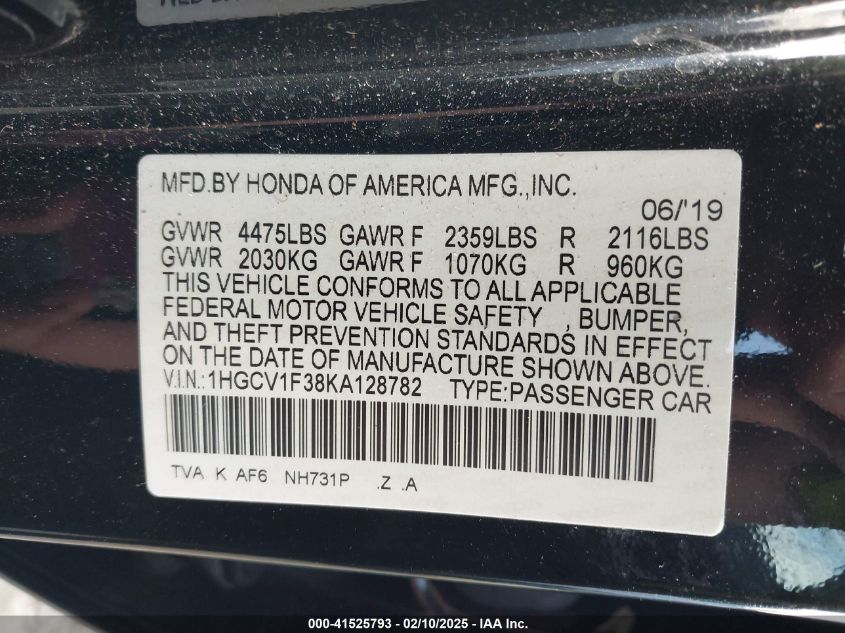 MFD.BY HONDA OF AMERICA MFG.,INC.
06/'19
GVWR 4475LBS GAWR F 2359LBS R 2116LBS
GVWR 2030KG GAWR F 1070KG R 960KG
THIS VEHICLE CONFORMS TO ALL APPLICABLE
FEDERAL MOTOR VEHICLE SAFETY , BUMPER,
AND THEFT PREVENTION STANDARDS IN EFFECT
ON THE DATE OF MANUFACTURE SHOWN ABOVE.
V.I.N.:1HGCV1F38KA128782 TYPE:PASSENGER CAR
TVA K AF6 NH731P .Z .A
000-41525793 - 02/10/2025 - IAA Inc.